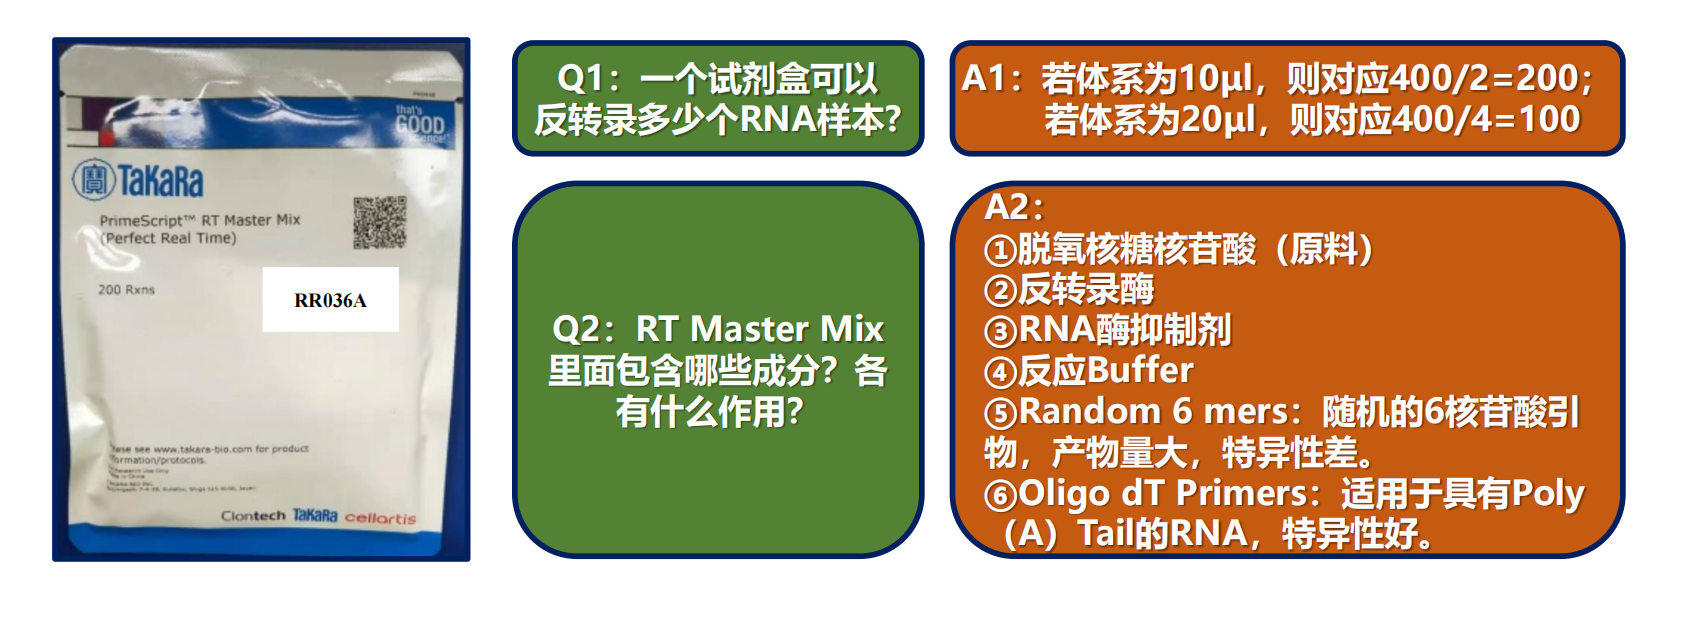 that's
GOOD
science!
TaKaRa
PrimeScript™ RT Master Mix
(Perfect Real Time)
200 Rxns
RR036A
please see www.takara-bio.com for product
information/protocols.
Clontech TaKaRa cellartis
Q1：一个试剂盒可以
反转录多少个RNA样本？
A1：若体系为10μl，则对应400/2=200；
若体系为20μl，则对应400/4=100
Q2：RT Master Mix
里面包含哪些成分？各
有什么作用？
A2：
①脱氧核糖核苷酸（原料）
②反转录酶
③RNA酶抑制剂
④反应Buffer
⑤Random 6 mers：随机的6核苷酸引
物，产物量大，特异性差。
⑥Oligo dT Primers：适用于具有Poly
（A）Tail的RNA，特异性好。